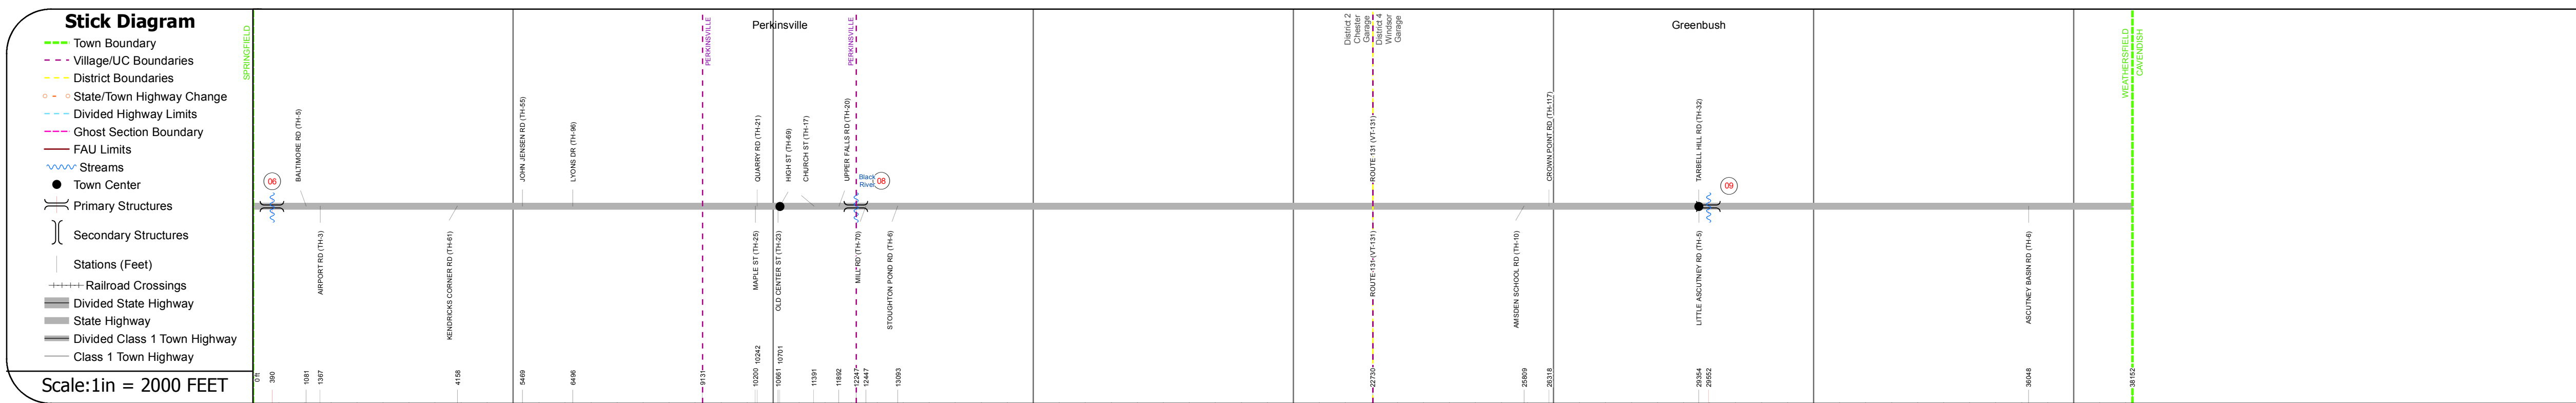 Stick Diagram
Town Boundary
Village/UC Boundaries
District Boundaries
State/Town Highway Change
Divided Highway Limits
Ghost Section Boundary
FAU Limits
Streams
Town Center
Primary Structures
Secondary Structures
Stations (Feet)
Railroad Crossings
Divided State Highway
State Highway
Divided Class 1 Town Highway
Class 1 Town Highway
Scale:1in = 2000 FEET
SPRINGFIELD
PERKINSVILLE
Perkinsville
PERKINSVILLE
District 2
Chester
Garage
District 4
Windsor
Garage
Greenbush
WEATHERSFIELD
CAVENDISH
06
BALTIMORE RD (TH-5)
JOHN JENSEN RD (TH-55)
LYONS DR (TH-96)
QUARRY RD (TH-21)
HIGH ST (TH-69)
CHURCH ST (TH-17)
UPPER FALLS RD (TH-20)
Black
River
08
ROUTE 131 (VT-131)
CROWN POINT RD (TH-117)
TARBELL HILL RD (TH-32)
09
AIRPORT RD (TH-3)
KENDRICKS CORNER RD (TH-61)
MAPLE ST (TH-25)
OLD CENTER ST (TH-23)
MILL RD (TH-70)
STOUGHTON POND RD (TH-6)
ROUTE 131 (VT-131)
AMSDEN SCHOOL RD (TH-10)
LITTLE ASCUTNEY RD (TH-5)
ASCUTNEY BASIN RD (TH-6)
0 ft
390
1081
1367
4158
5469
6496
9131
10200
10242
10661
10701
11391
11892
12247
12447
13093
22730
25809
26318
29354
29552
36048
38152